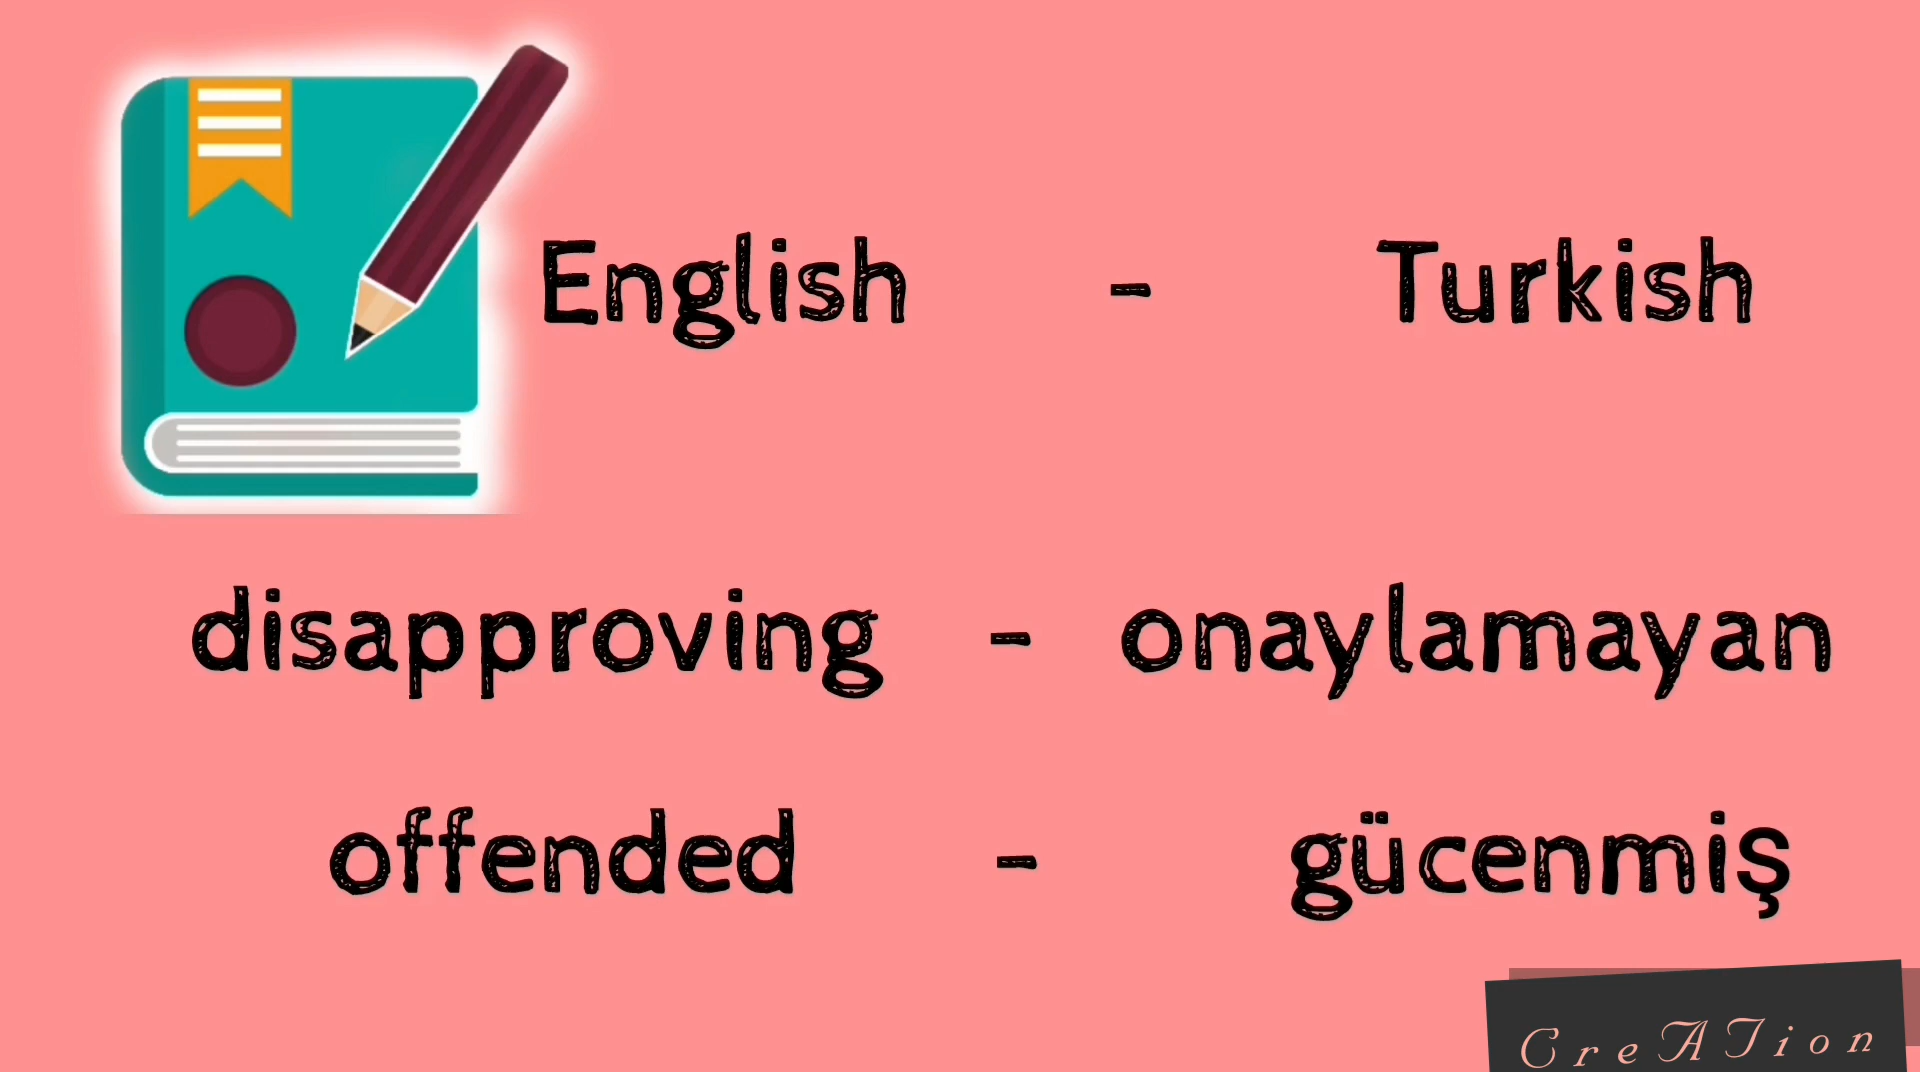 English - Turkish
disapproving - onaylamayan
offended - gücenmiş
CreATion